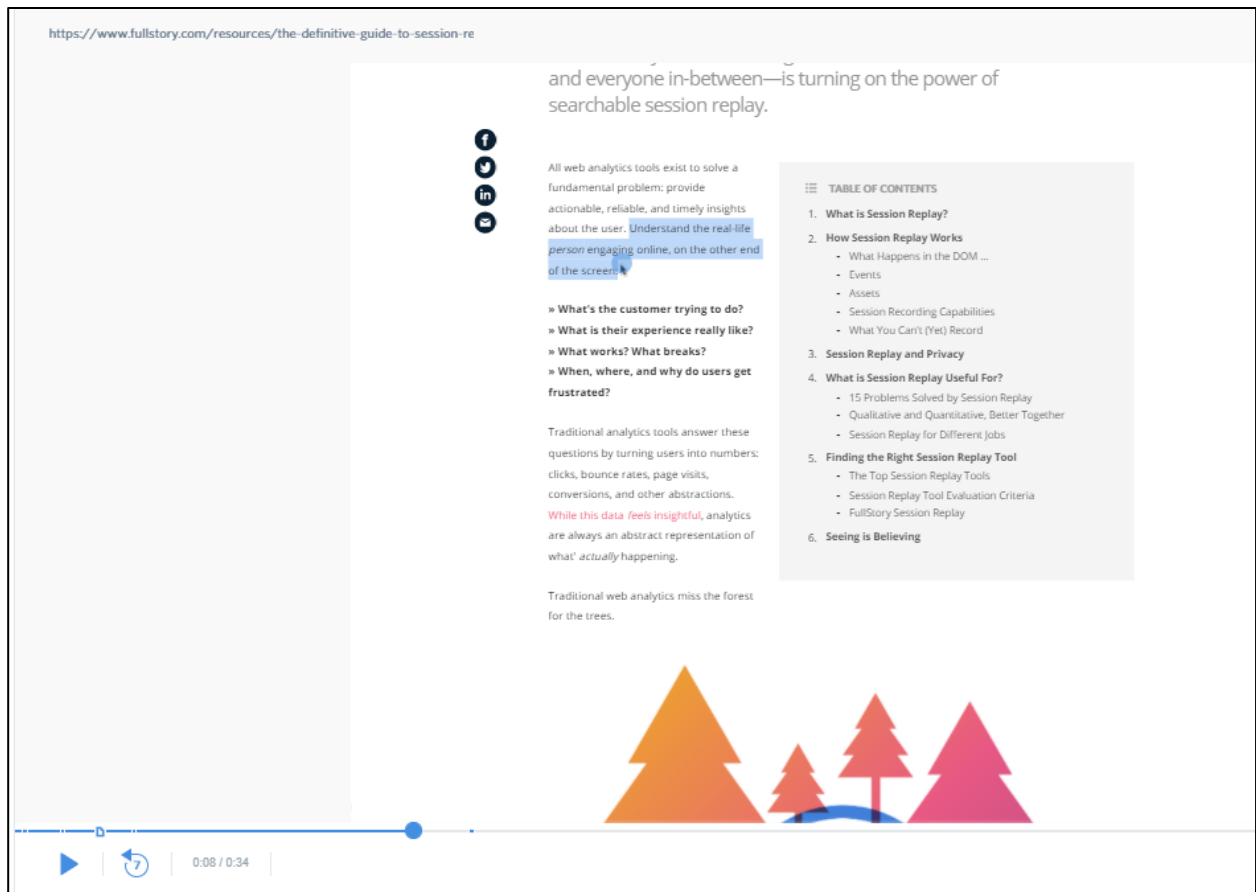 https://www.fullstory.com/resources/the-definitive-guide-to-session-re
and everyone in-between—is turning on the power of
searchable session replay.
All web analytics tools exist to solve a
fundamental problem: provide
actionable, reliable, and timely insights
about the user. Understand the real-life
person engaging online, on the other end
of the screen.
» What's the customer trying to do?
» What is their experience really like?
» What works? What breaks?
» When, where, and why do users get
frustrated?
Traditional analytics tools answer these
questions by turning users into numbers:
clicks, bounce rates, page visits,
conversions, and other abstractions.
While this data feels insightful, analytics
are always an abstract representation of
what' actually happening.
Traditional web analytics miss the forest
for the trees.
TABLE OF CONTENTS
1. What is Session Replay?
2. How Session Replay Works
- What Happens in the DOM ...
- Events
- Assets
- Session Recording Capabilities
- What You Can't (Yet) Record
3. Session Replay and Privacy
4. What is Session Replay Useful For?
- 15 Problems Solved by Session Replay
- Qualitative and Quantitative, Better Together
- Session Replay for Different Jobs
5. Finding the Right Session Replay Tool
- The Top Session Replay Tools
- Session Replay Tool Evaluation Criteria
- FullStory Session Replay
6. Seeing is Believing
7
0:08 / 0:34